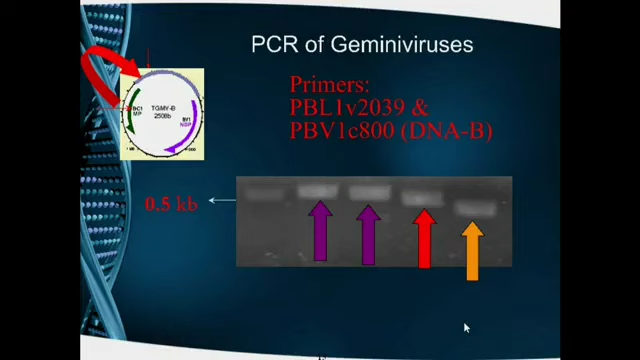 PCR of Geminiviruses
Primers:
PBL1v2039 &
PBV1c800 (DNA-B)
TGMV-B
2508b
BC1
MP
BV1
NSP
0.5 kb